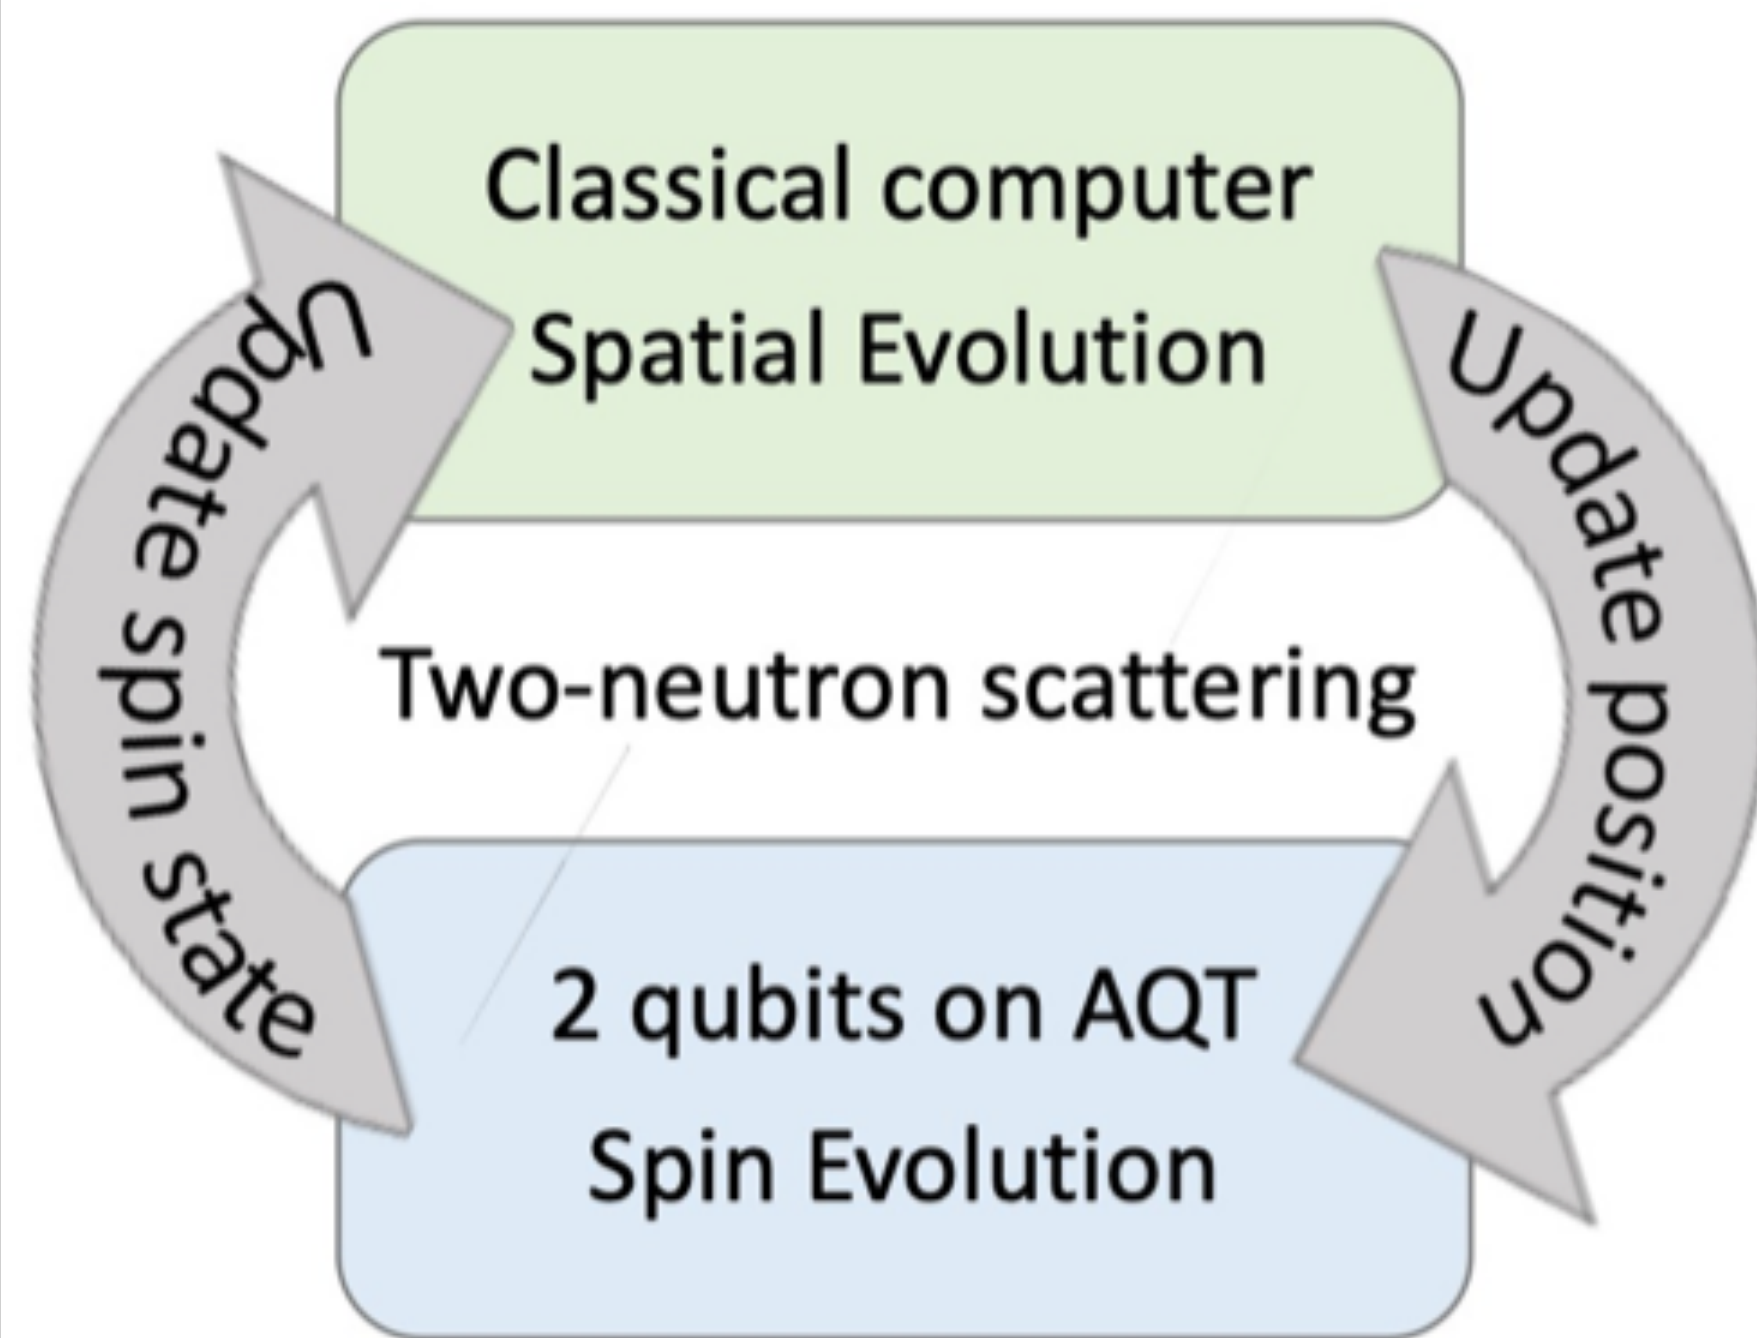 Classical computer
Spatial Evolution
Update spin state
Two-neutron scattering
Update position
2 qubits on AQT
Spin Evolution